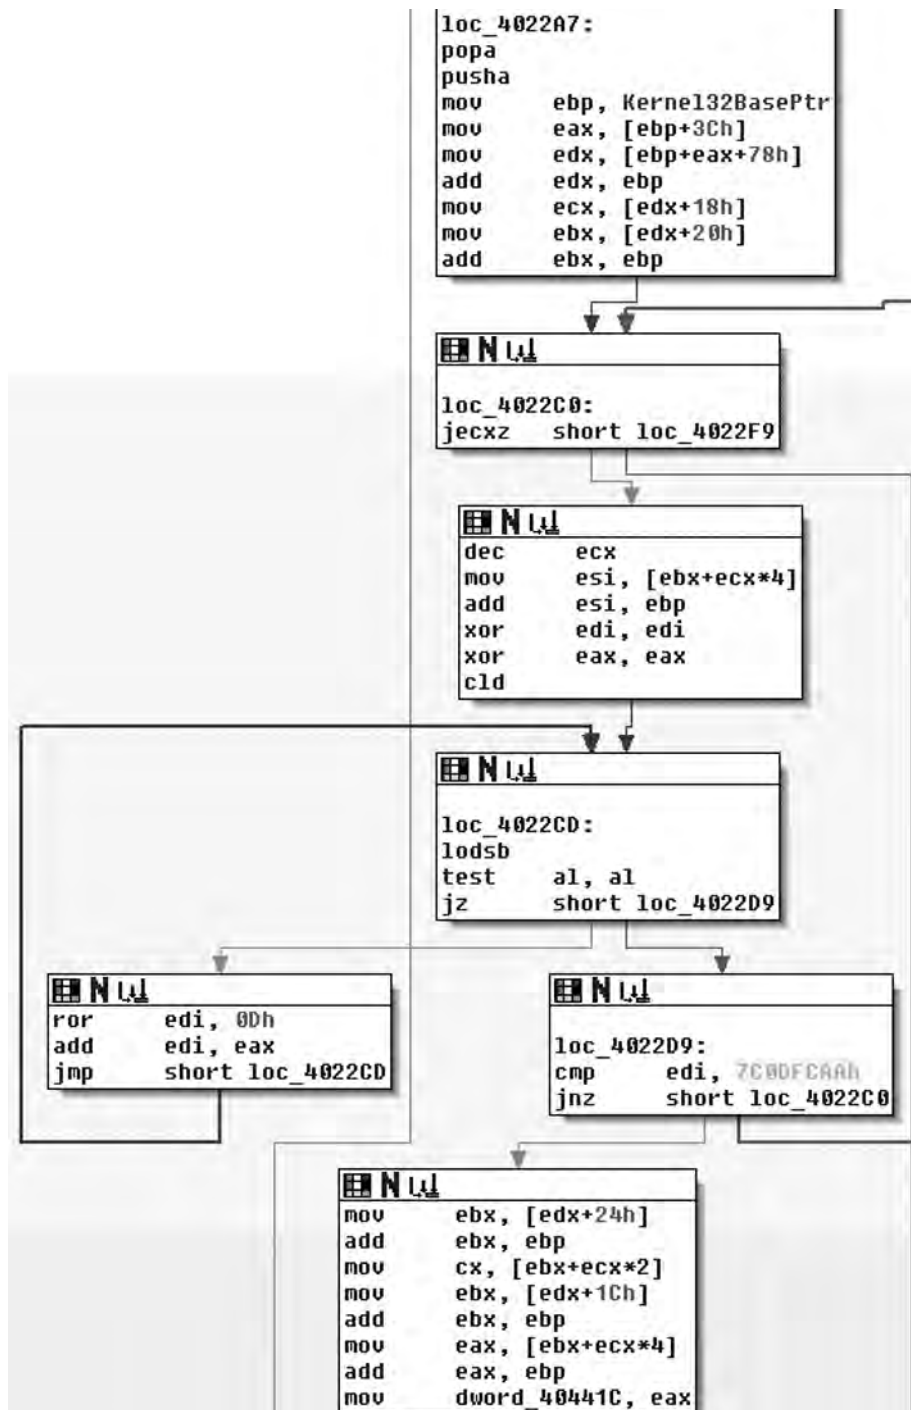 loc_4022A7:
popa
pusha
mov ebp, Kernel32BasePtr
mov eax, [ebp+3Ch]
mov edx, [ebp+eax+78h]
add edx, ebp
mov ecx, [edx+18h]
mov ebx, [edx+20h]
add ebx, ebp
loc_4022C0:
jecxz short loc_4022F9
dec ecx
mov esi, [ebx+ecx*4]
add esi, ebp
xor edi, edi
xor eax, eax
cld
loc_4022CD:
lodsb
test al, al
jz short loc_4022D9
ror edi, 0Dh
add edi, eax
jmp short loc_4022CD
loc_4022D9:
cmp edi, 7C0DFCAAh
jnz short loc_4022C0
mov ebx, [edx+24h]
add ebx, ebp
mov cx, [ebx+ecx*2]
mov ebx, [edx+1Ch]
add ebx, ebp
mov eax, [ebx+ecx*4]
add eax, ebp
mov dword_40441C, eax